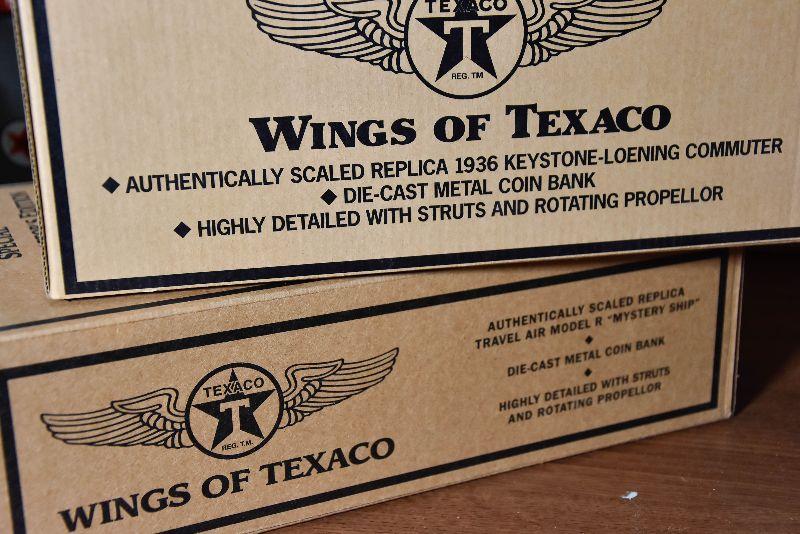 TEXACO
T
REG. TM
WINGS OF TEXACO
◆ AUTHENTICALLY SCALED REPLICA 1936 KEYSTONE-LOENING COMMUTER
◆ DIE-CAST METAL COIN BANK
◆ HIGHLY DETAILED WITH STRUTS AND ROTATING PROPELLOR
TEXACO
T
REG. T.M.
WINGS OF TEXACO
AUTHENTICALLY SCALED REPLICA
TRAVEL AIR MODEL R "MYSTERY SHIP"
◆
DIE-CAST METAL COIN BANK
◆
HIGHLY DETAILED WITH STRUTS
AND ROTATING PROPELLOR